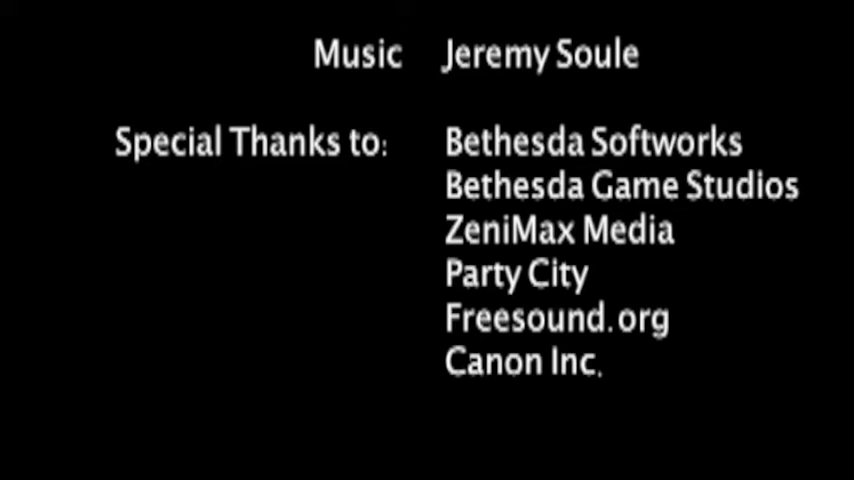 Music Jeremy Soule
Special Thanks to: Bethesda Softworks
Bethesda Game Studios
ZeniMax Media
Party City
Freesound.org
Canon Inc.